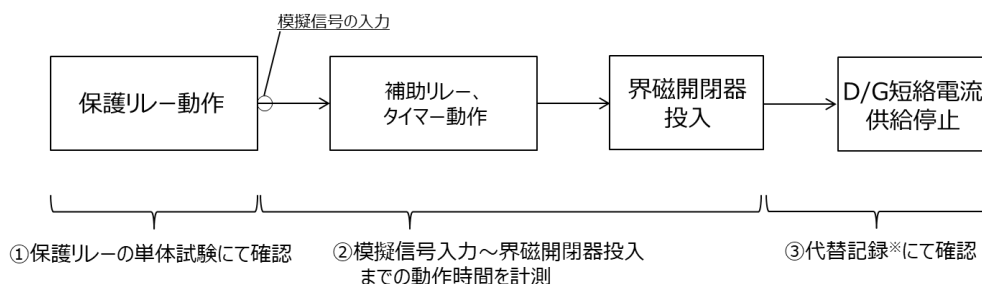 模擬信号の入力
保護リレー動作
補助リレー、
タイマー動作
界磁開閉器
投入
D/G短絡電流
供給停止
①保護リレーの単体試験にて確認
②模擬信号入力～界磁開閉器投入
までの動作時間を計測
③代替記録※にて確認